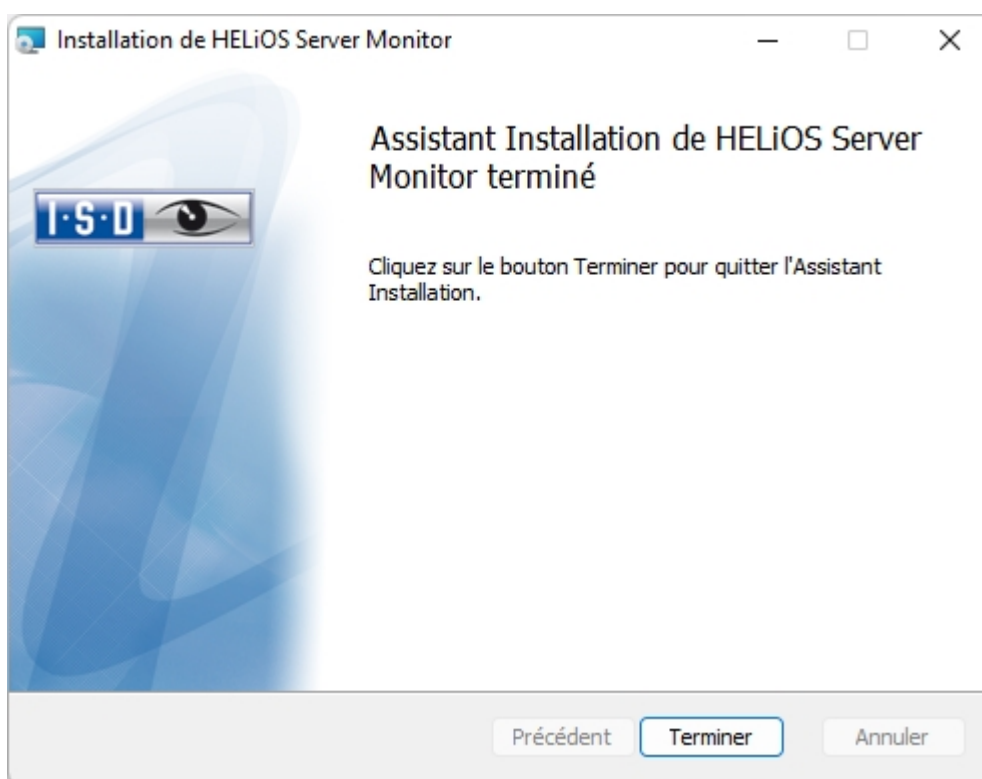 Installation de HELiOS Server Monitor
Assistant Installation de HELiOS Server
Monitor terminé
I·S·D
Cliquez sur le bouton Terminer pour quitter l'Assistant
Installation.
Précédent
Terminer
Annuler